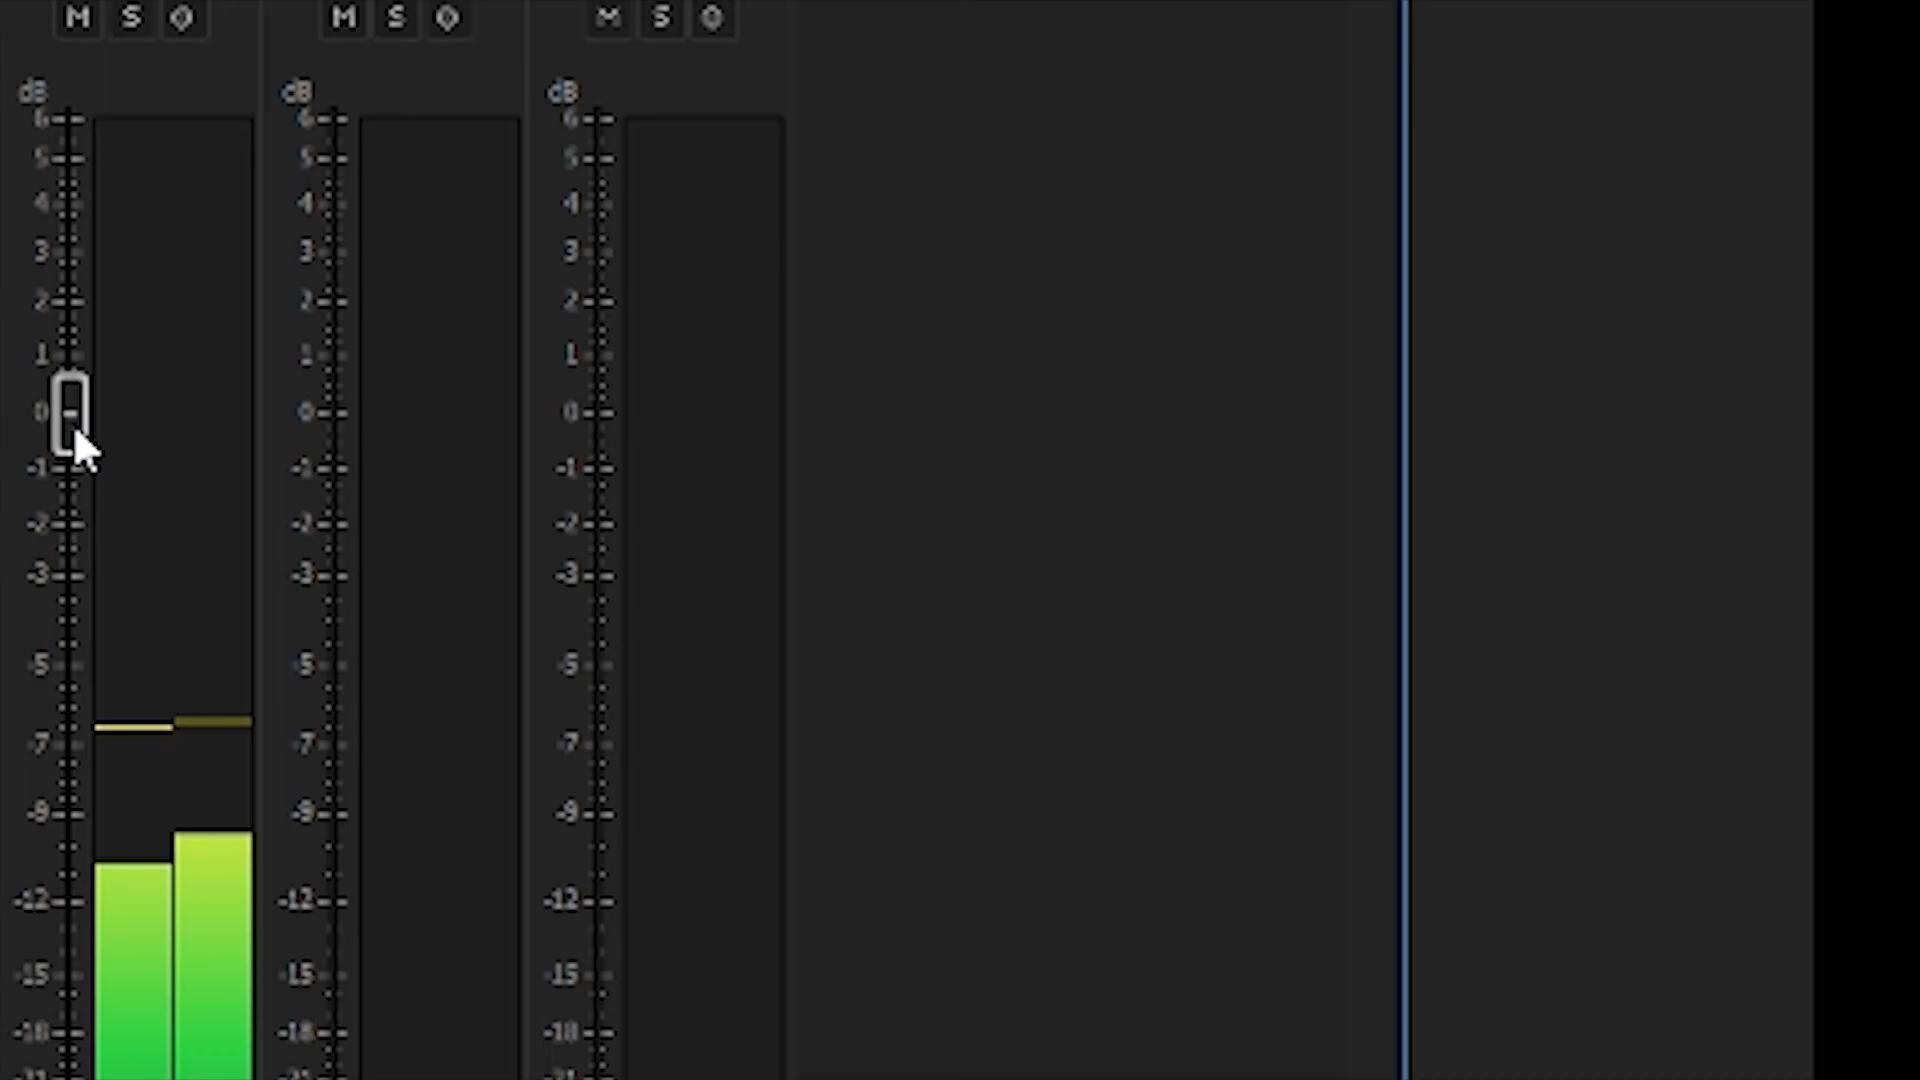 M S M S M S
dB dB dB
6 6 6
5 5 5
4 4 4
3 3 3
2 2 2
1 1 1
0 0 0
-1 -1 -1
-2 -2 -2
-3 -3 -3
-5 -5 -5
-7 -7 -7
-9 -9 -9
-12 -12 -12
-15 -15 -15
-18 -18 -18